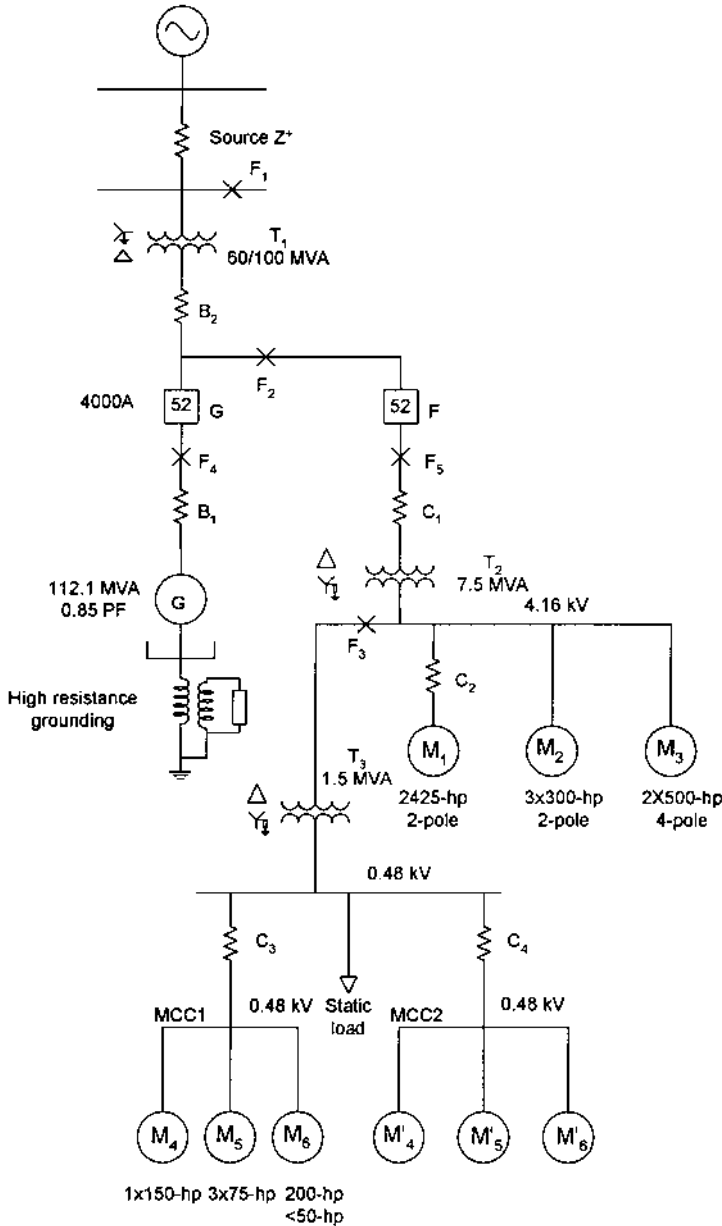 Source Z⁺
F₁
T₁
60/100 MVA
B₂
F₂
4000A
52
G
52
F
F₄
F₅
B₁
C₁
T₂
7.5 MVA
112.1 MVA
0.85 PF
G
4.16 kV
F₃
C₂
High resistance
grounding
T₃
1.5 MVA
M₁
M₂
M₃
2425-hp
2-pole
3x300-hp
2-pole
2X500-hp
4-pole
0.48 kV
C₃
C₄
MCC1
0.48 kV
Static
load
MCC2
0.48 kV
M₄
M₅
M₆
M'₄
M'₅
M'₆
1x150-hp
3x75-hp
200-hp
<50-hp